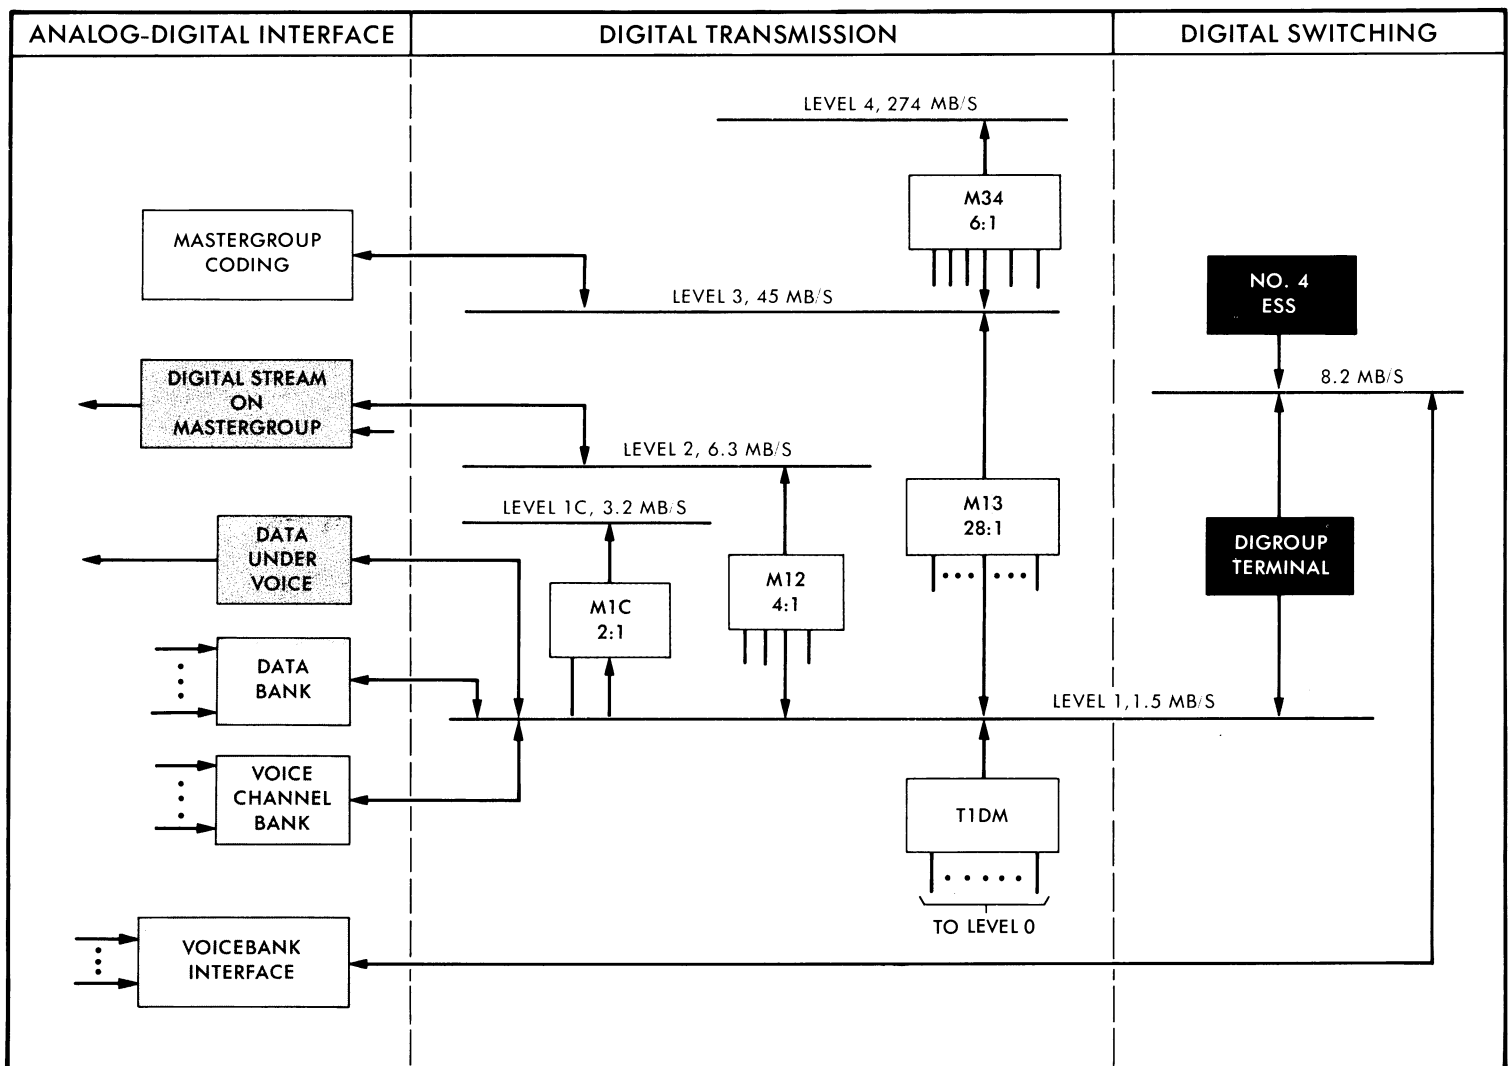 ANALOG-DIGITAL INTERFACE
DIGITAL TRANSMISSION
DIGITAL SWITCHING
LEVEL 4, 274 MB/S
M34
6:1
MASTERGROUP
CODING
LEVEL 3, 45 MB/S
NO. 4
ESS
8.2 MB/S
DIGITAL STREAM
ON
MASTERGROUP
LEVEL 2, 6.3 MB/S
LEVEL 1C, 3.2 MB/S
M13
28:1
DATA
UNDER
VOICE
DIGROUP
TERMINAL
M12
4:1
M1C
2:1
DATA
BANK
LEVEL 1, 1.5 MB/S
VOICE
CHANNEL
BANK
T1DM
TO LEVEL 0
VOICEBANK
INTERFACE